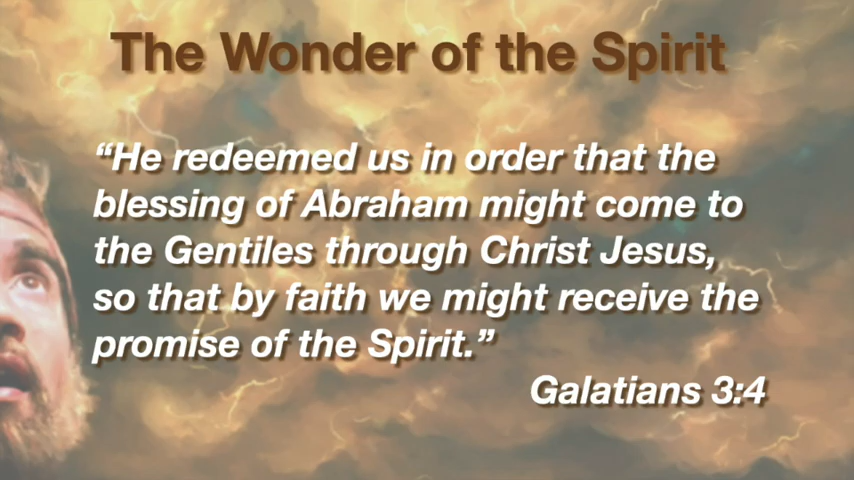 The Wonder of the Spirit
“He redeemed us in order that the
blessing of Abraham might come to
the Gentiles through Christ Jesus,
so that by faith we might receive the
promise of the Spirit.”
Galatians 3:4